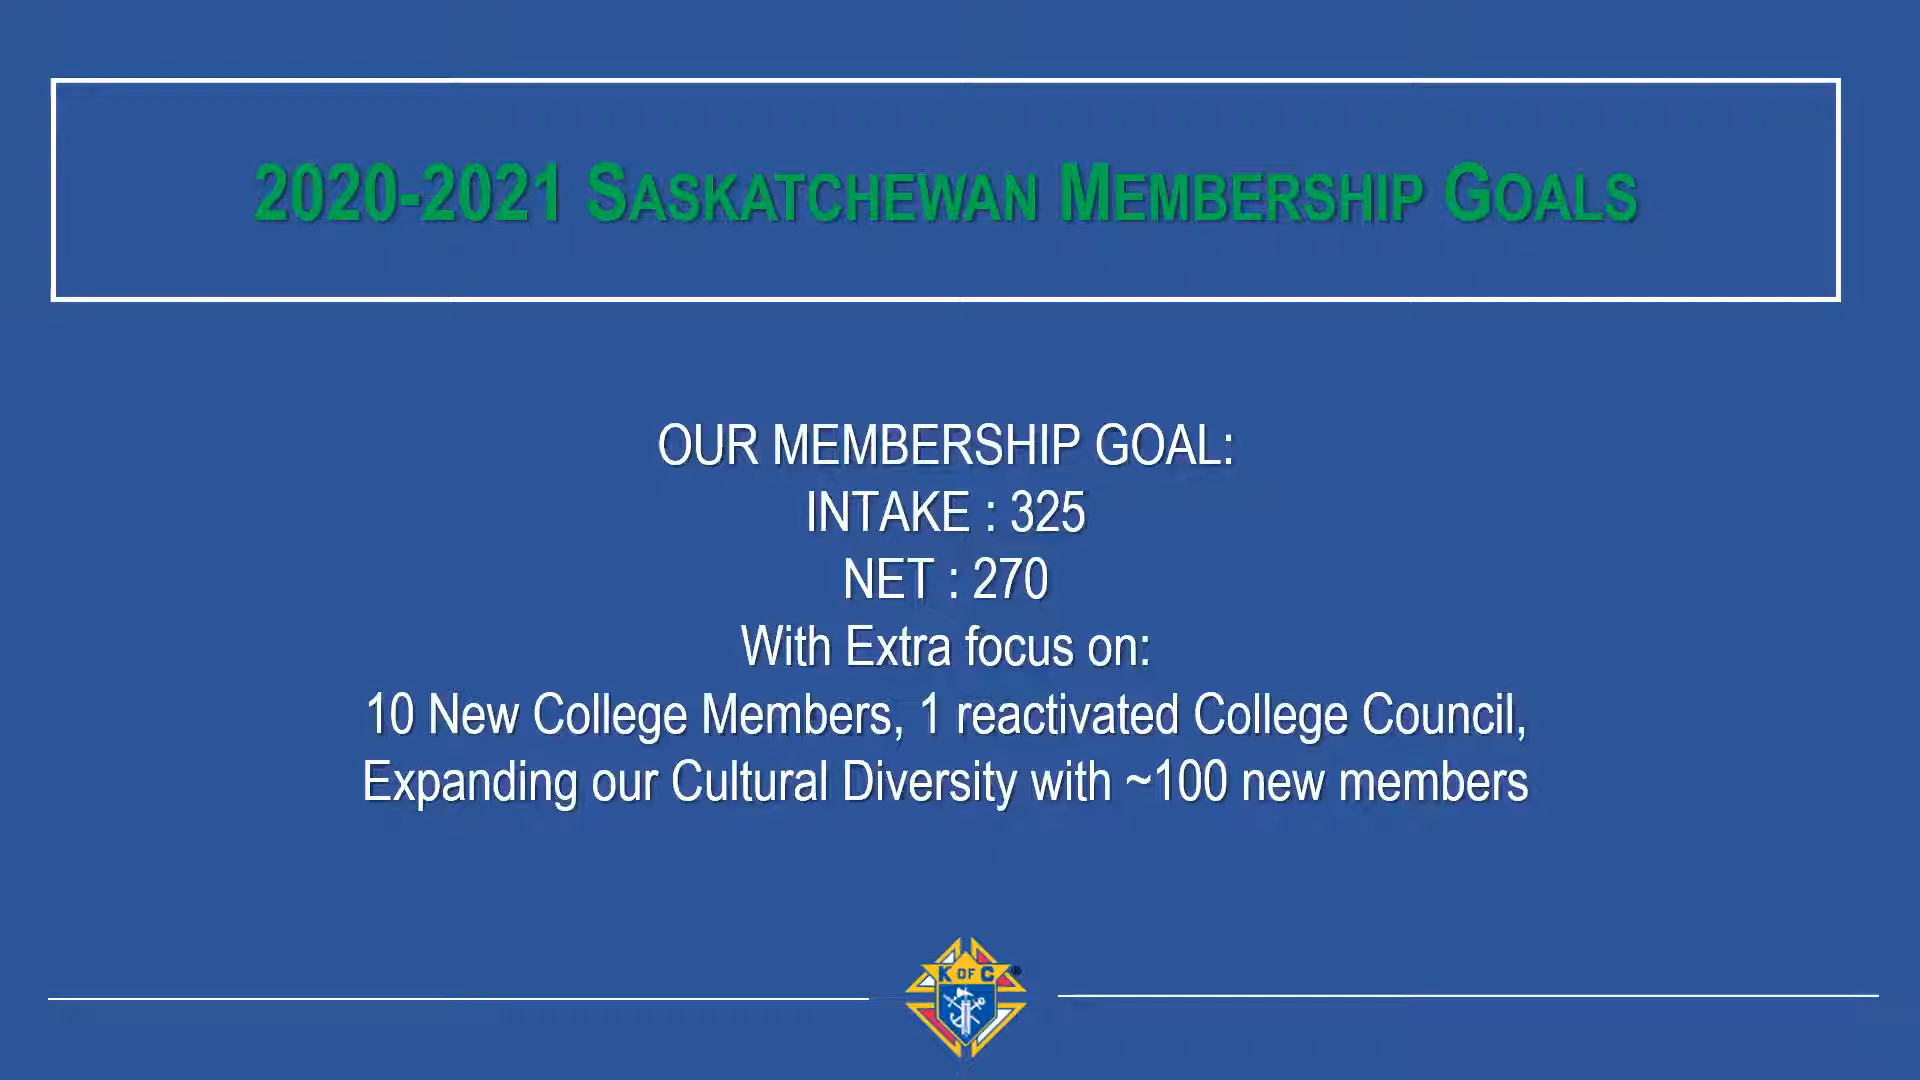 2020-2021 SASKATCHEWAN MEMBERSHIP GOALS
OUR MEMBERSHIP GOAL:
INTAKE : 325
NET : 270
With Extra focus on:
10 New College Members, 1 reactivated College Council,
Expanding our Cultural Diversity with ~100 new members
K OF C ®